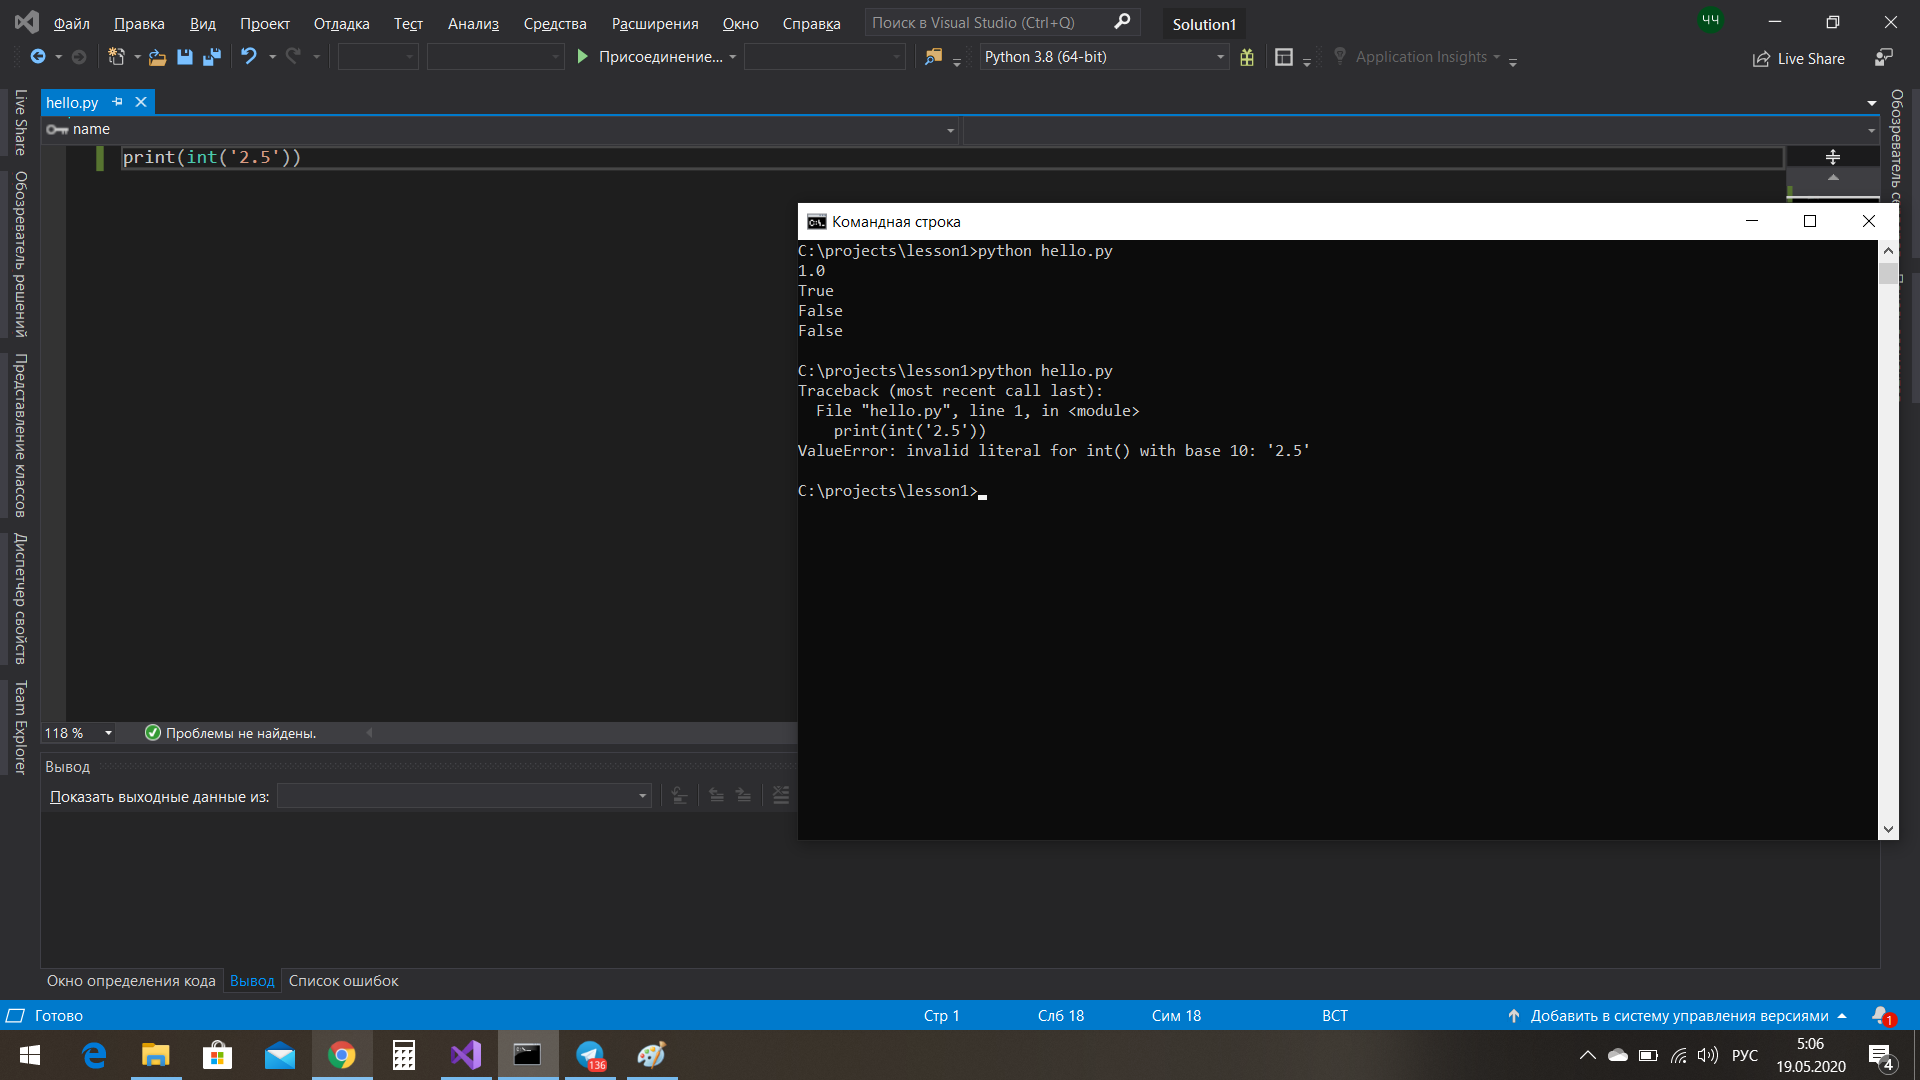 Файл Правка Вид Проект Отладка Тест Анализ Средства Расширения Окно Справка Поиск в Visual Studio (Ctrl+Q) Solution1 ЧЧ
Присоединение... Python 3.8 (64-bit) Application Insights Live Share
hello.py
name
print(int('2.5'))
Live Share
Обозреватель решений
Представление классов
Диспетчер свойств
Team Explorer
Командная строка
C:\projects\lesson1>python hello.py
1.0
True
False
False
C:\projects\lesson1>python hello.py
Traceback (most recent call last):
File "hello.py", line 1, in <module>
print(int('2.5'))
ValueError: invalid literal for int() with base 10: '2.5'
C:\projects\lesson1>
118 % Проблемы не найдены.
Вывод
Показать выходные данные из:
Окно определения кода Вывод Список ошибок
Готово Стр 1 Слб 18 Сим 18 ВСТ Добавить в систему управления версиями 1
136 РУС 5:06
19.05.2020 4
Обозреватель